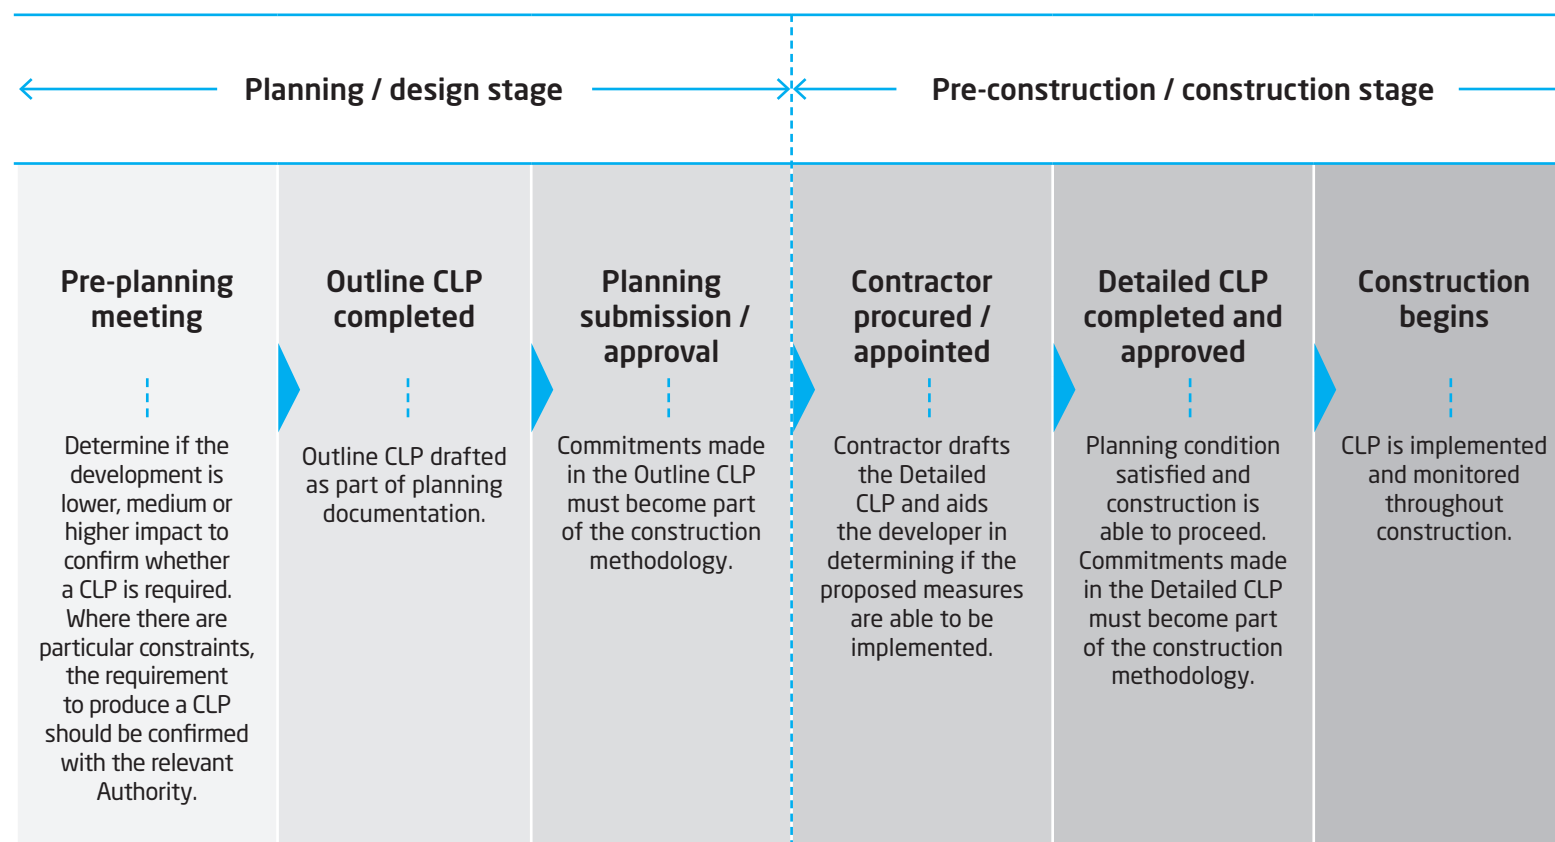 Planning / design stage
Pre-construction / construction stage
Pre-planning
meeting
Determine if the
development is
lower, medium or
higher impact to
confirm whether
a CLP is required.
Where there are
particular constraints,
the requirement
to produce a CLP
should be confirmed
with the relevant
Authority.
Outline CLP
completed
Outline CLP drafted
as part of planning
documentation.
Planning
submission /
approval
Commitments made
in the Outline CLP
must become part
of the construction
methodology.
Contractor
procured /
appointed
Contractor drafts
the Detailed
CLP and aids
the developer in
determining if the
proposed measures
are able to be
implemented.
Detailed CLP
completed and
approved
Planning condition
satisfied and
construction is
able to proceed.
Commitments made
in the Detailed CLP
must become part
of the construction
methodology.
Construction
begins
CLP is implemented
and monitored
throughout
construction.